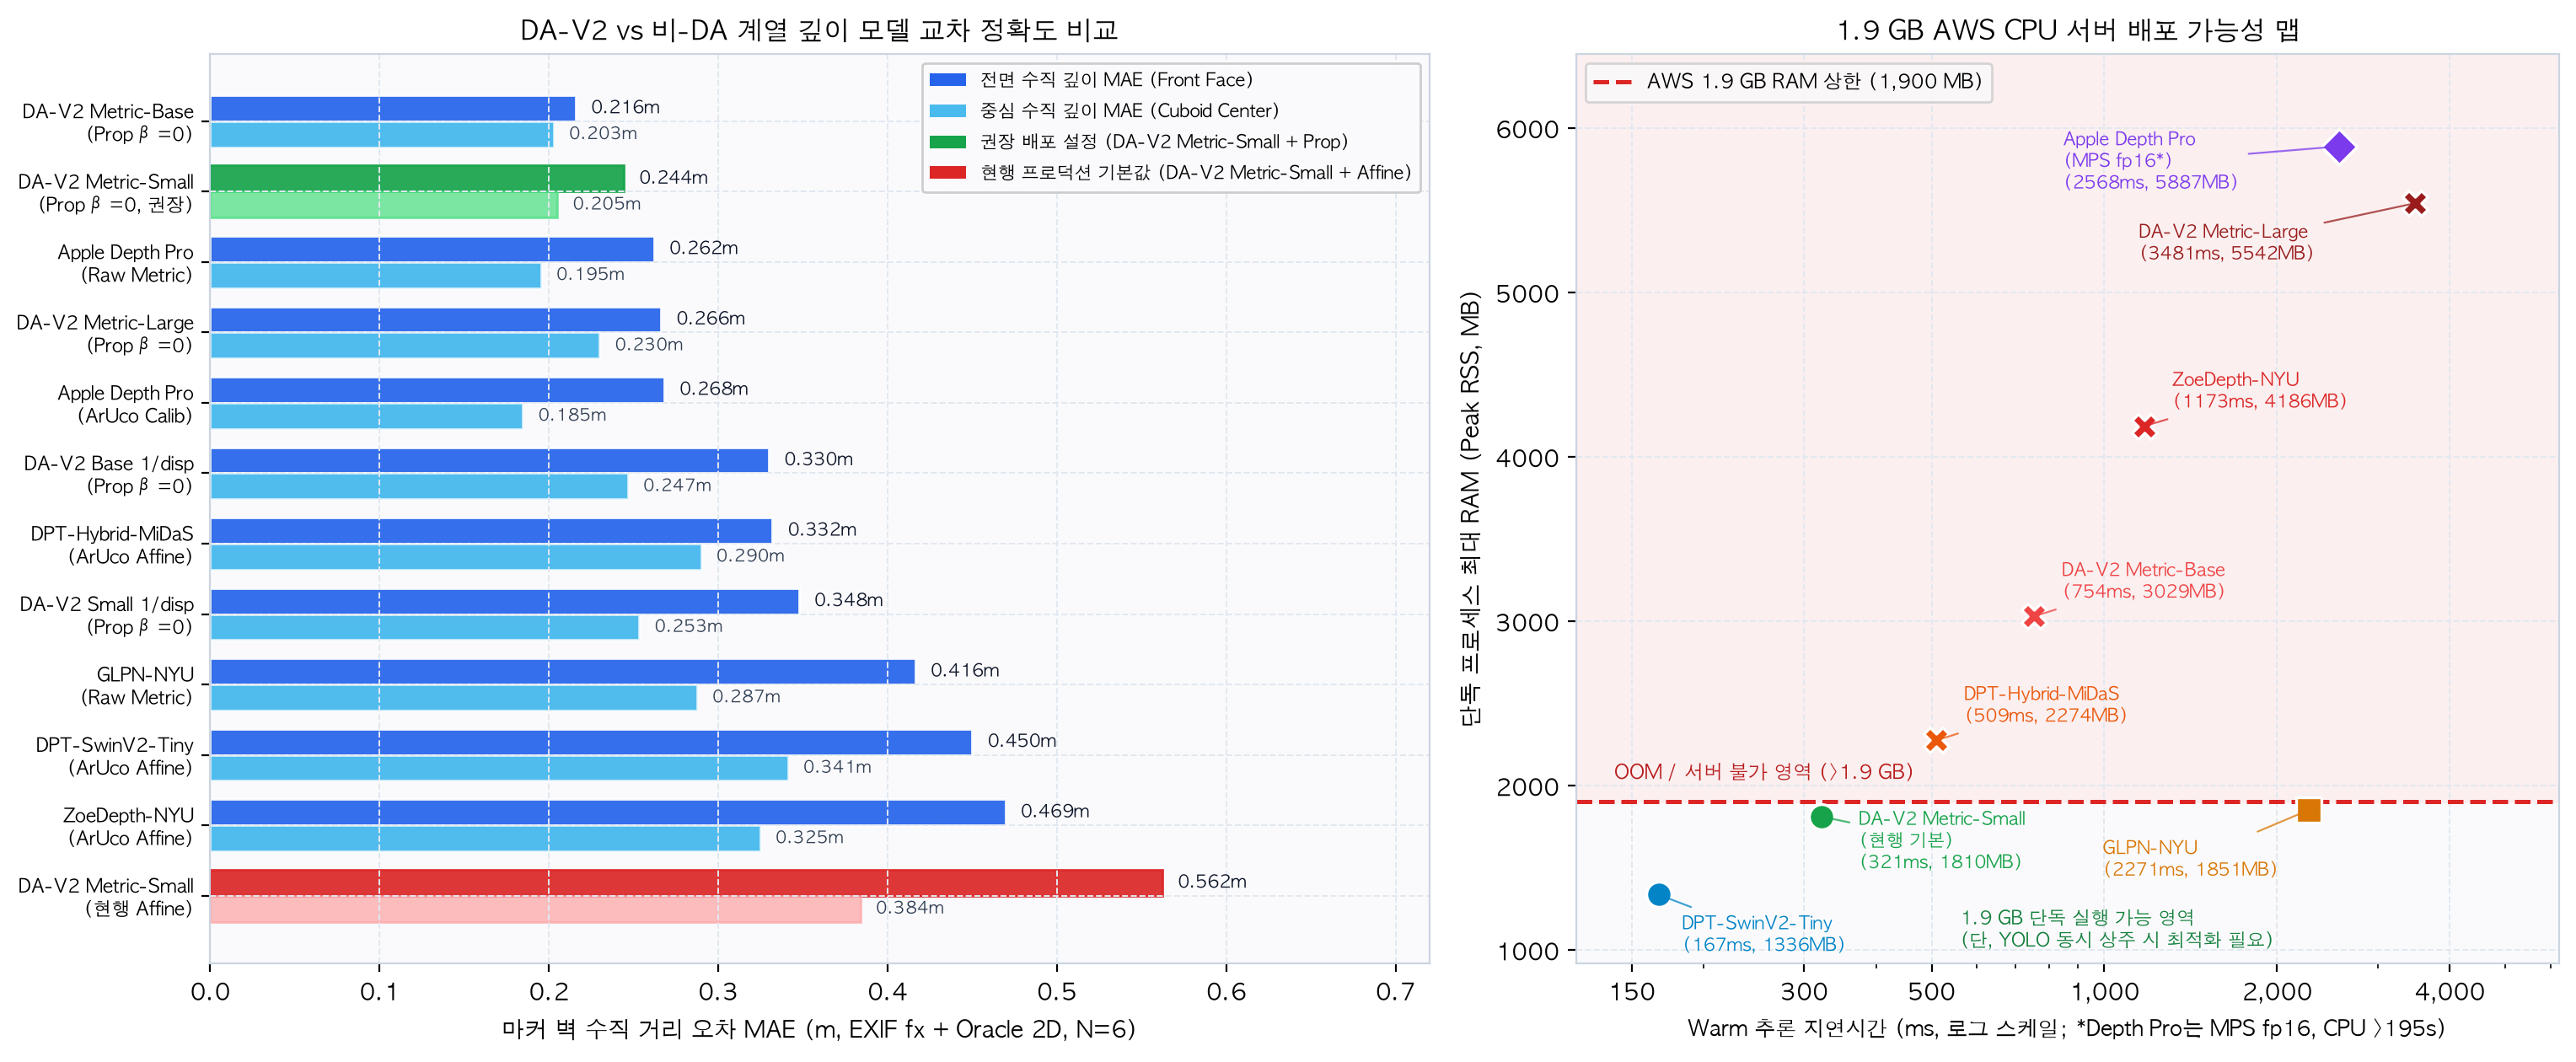 DA-V2 vs 비-DA 계열 깊이 모델 교차 정확도 비교
전면 수직 깊이 MAE (Front Face)
중심 수직 깊이 MAE (Cuboid Center)
권장 배포 설정 (DA-V2 Metric-Small + Prop)
현행 프로덕션 기본값 (DA-V2 Metric-Small + Affine)
DA-V2 Metric-Base
(Prop β=0)
0.216m
0.203m
DA-V2 Metric-Small
(Prop β=0, 권장)
0.244m
0.205m
Apple Depth Pro
(Raw Metric)
0.262m
0.195m
DA-V2 Metric-Large
(Prop β=0)
0.266m
0.230m
Apple Depth Pro
(ArUco Calib)
0.268m
0.185m
DA-V2 Base 1/disp
(Prop β=0)
0.330m
0.247m
DPT-Hybrid-MiDaS
(ArUco Affine)
0.332m
0.290m
DA-V2 Small 1/disp
(Prop β=0)
0.348m
0.253m
GLPN-NYU
(Raw Metric)
0.416m
0.287m
DPT-SwinV2-Tiny
(ArUco Affine)
0.450m
0.341m
ZoeDepth-NYU
(ArUco Affine)
0.469m
0.325m
DA-V2 Metric-Small
(현행 Affine)
0.562m
0.384m
0.0 0.1 0.2 0.3 0.4 0.5 0.6 0.7
마커 벽 수직 거리 오차 MAE (m, EXIF fx + Oracle 2D, N=6)
1.9 GB AWS CPU 서버 배포 가능성 맵
AWS 1.9 GB RAM 상한 (1,900 MB)
단독 프로세스 최대 RAM (Peak RSS, MB)
6000
5000
4000
3000
2000
1000
Apple Depth Pro
(MPS fp16*)
(2568ms, 5887MB)
DA-V2 Metric-Large
(3481ms, 5542MB)
ZoeDepth-NYU
(1173ms, 4186MB)
DA-V2 Metric-Base
(754ms, 3029MB)
DPT-Hybrid-MiDaS
(509ms, 2274MB)
OOM / 서버 불가 영역 (>1.9 GB)
DA-V2 Metric-Small
(현행 기본)
(321ms, 1810MB)
GLPN-NYU
(2271ms, 1851MB)
DPT-SwinV2-Tiny
(167ms, 1336MB)
1.9 GB 단독 실행 가능 영역
(단, YOLO 동시 상주 시 최적화 필요)
150 300 500 1,000 2,000 4,000
Warm 추론 지연시간 (ms, 로그 스케일; *Depth Pro는 MPS fp16, CPU >195s)